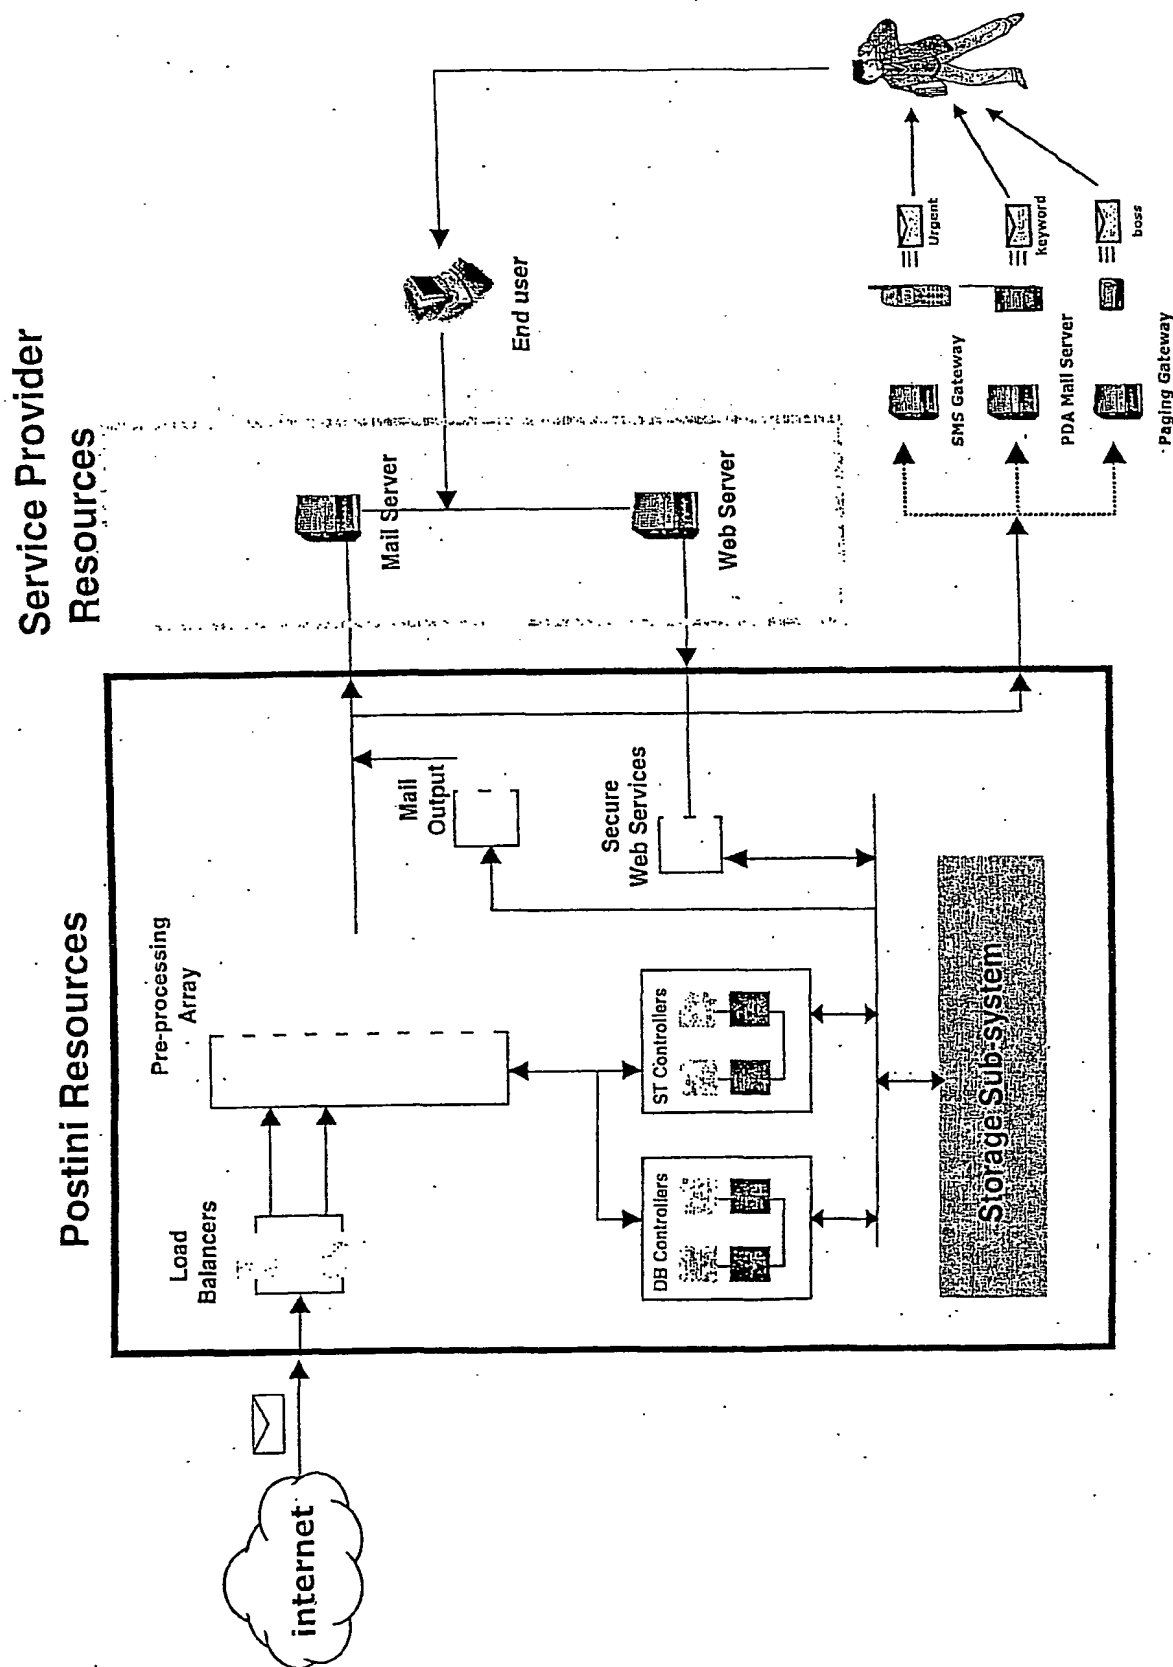 Service Provider
Resources
Postini Resources
internet
Load
Balancers
Pre-processing
Array
Mail
Output
Mail Server
End user
DB Controllers
ST Controllers
Secure
Web Services
Web Server
Storage Sub-system
SMS Gateway
Urgent
PDA Mail Server
keyword
Paging Gateway
boss